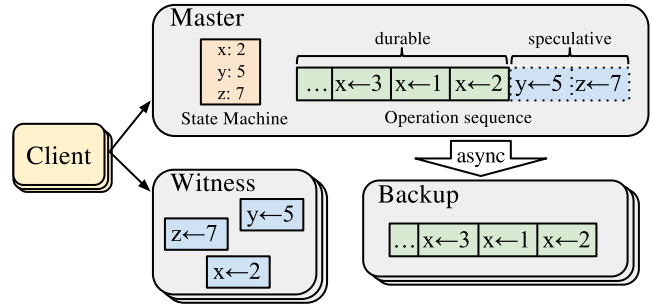 Master
durable
speculative
x: 2
y: 5
z: 7
... x←3 x←1 x←2 y←5 z←7
State Machine
Operation sequence
Client
async
Witness
y←5
z←7
x←2
Backup
... x←3 x←1 x←2